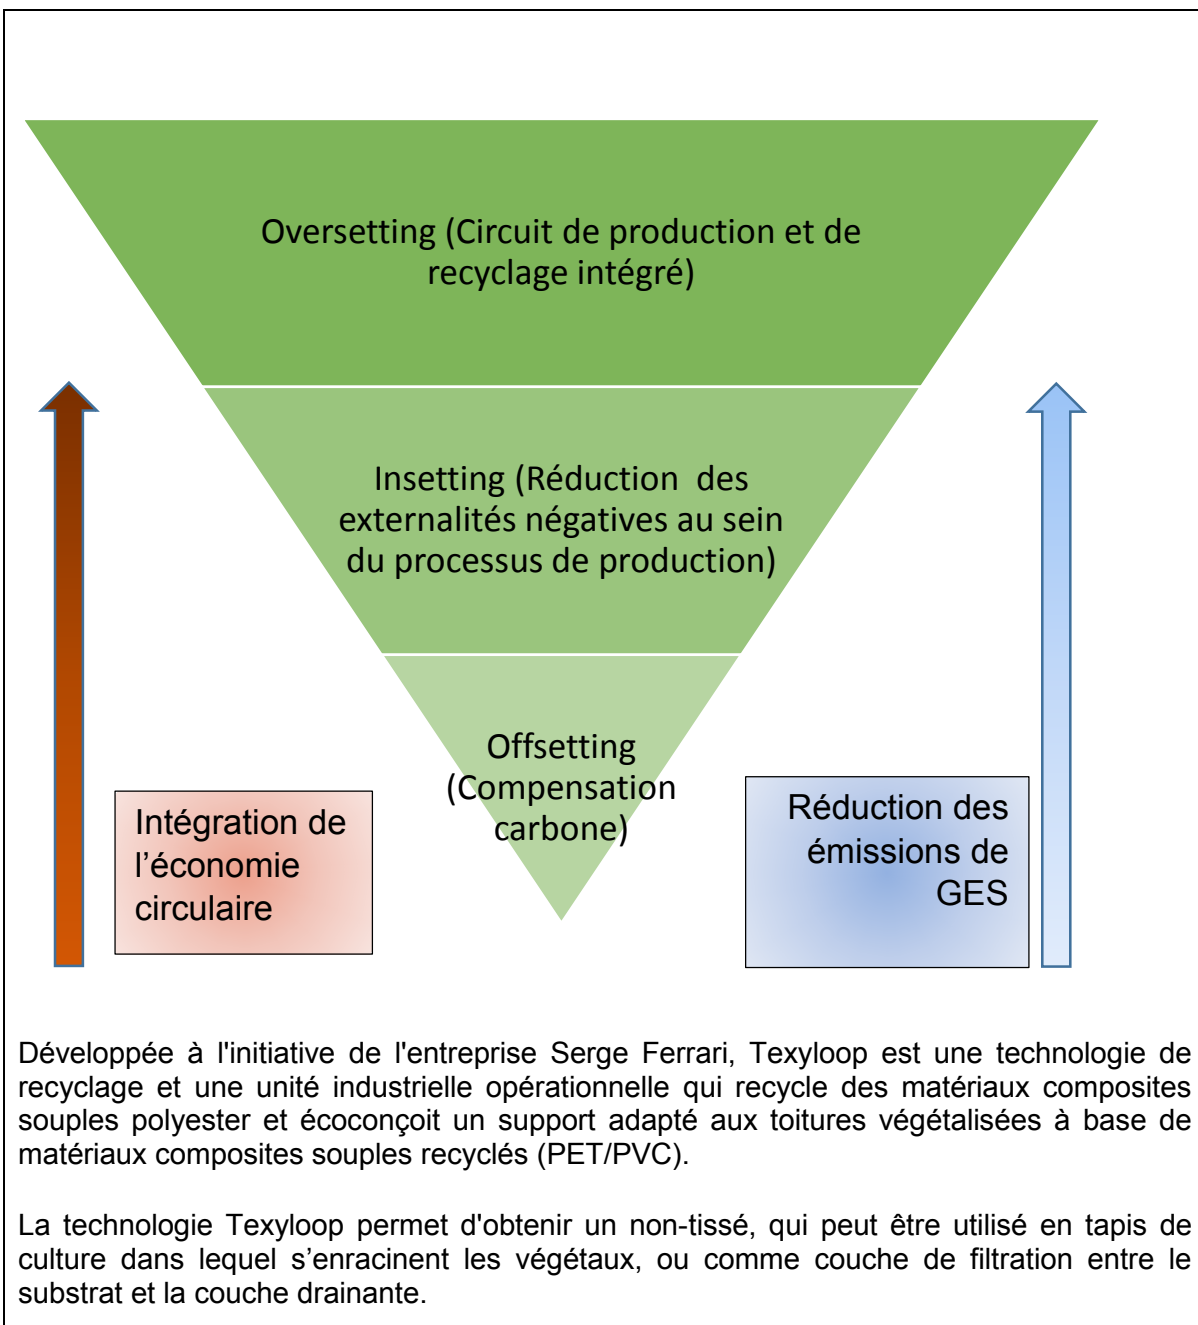 Oversetting (Circuit de production et de
recyclage intégré)
Insetting (Réduction  des
externalités négatives au sein
du processus de production)
Offsetting
(Compensation
carbone)
Intégration de
l’économie
circulaire
Réduction des
émissions de
GES
Développée à l'initiative de l'entreprise Serge Ferrari, Texyloop est une technologie de
recyclage et une unité industrielle opérationnelle qui recycle des matériaux composites
souples polyester et écoconçoit un support adapté aux toitures végétalisées à base de
matériaux composites souples recyclés (PET/PVC).
La technologie Texyloop permet d'obtenir un non-tissé, qui peut être utilisé en tapis de
culture dans lequel s’enracinent les végétaux, ou comme couche de filtration entre le
substrat et la couche drainante.